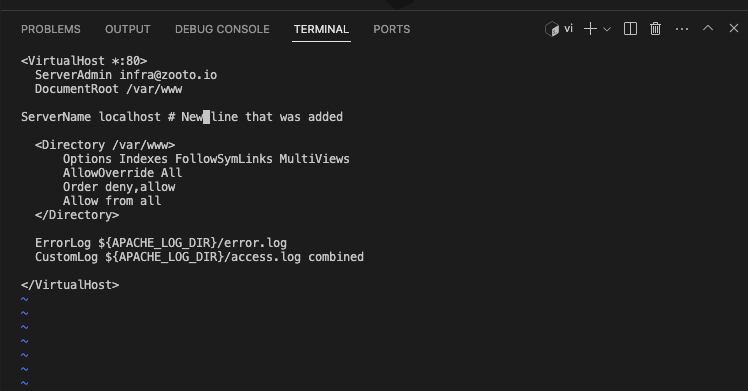 PROBLEMS OUTPUT DEBUG CONSOLE TERMINAL PORTS vi
<VirtualHost *:80>
  ServerAdmin infra@zooto.io
  DocumentRoot /var/www
ServerName localhost # New line that was added
  <Directory /var/www>
      Options Indexes FollowSymLinks MultiViews
      AllowOverride All
      Order deny,allow
      Allow from all
  </Directory>
  ErrorLog ${APACHE_LOG_DIR}/error.log
  CustomLog ${APACHE_LOG_DIR}/access.log combined
</VirtualHost>
~
~
~
~
~
~
~